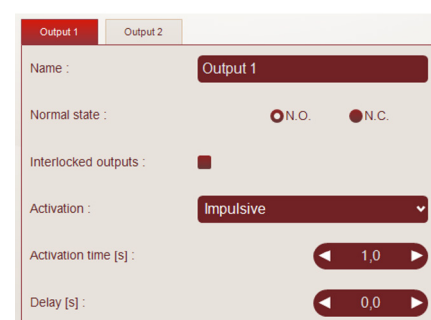 Output 1 Output 2
Name : Output 1
Normal state : N.O. N.C.
Interlocked outputs :
Activation : Impulsive
Activation time [s] : 1,0
Delay [s] : 0,0